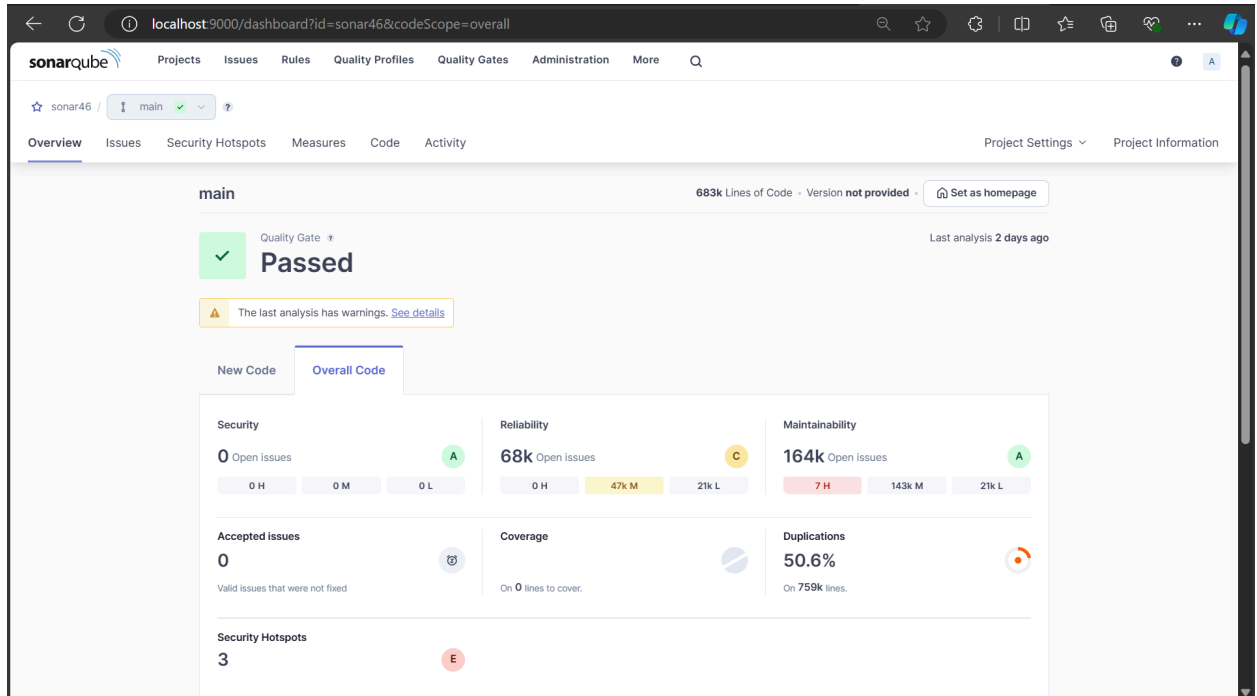 localhost:9000/dashboard?id=sonar46&codeScope=overall
sonarqube Projects Issues Rules Quality Profiles Quality Gates Administration More ? A
sonar46 / main ?
Overview Issues Security Hotspots Measures Code Activity Project Settings Project Information
main 683k Lines of Code • Version not provided • Set as homepage
Quality Gate ? Last analysis 2 days ago
Passed
The last analysis has warnings. See details
New Code Overall Code
Security Reliability Maintainability
0 Open issues A 68k Open issues C 164k Open issues A
0 H 0 M 0 L 0 H 47k M 21k L 7 H 143k M 21k L
Accepted issues Coverage Duplications
0 50.6%
Valid issues that were not fixed On 0 lines to cover. On 759k lines.
Security Hotspots
3 E